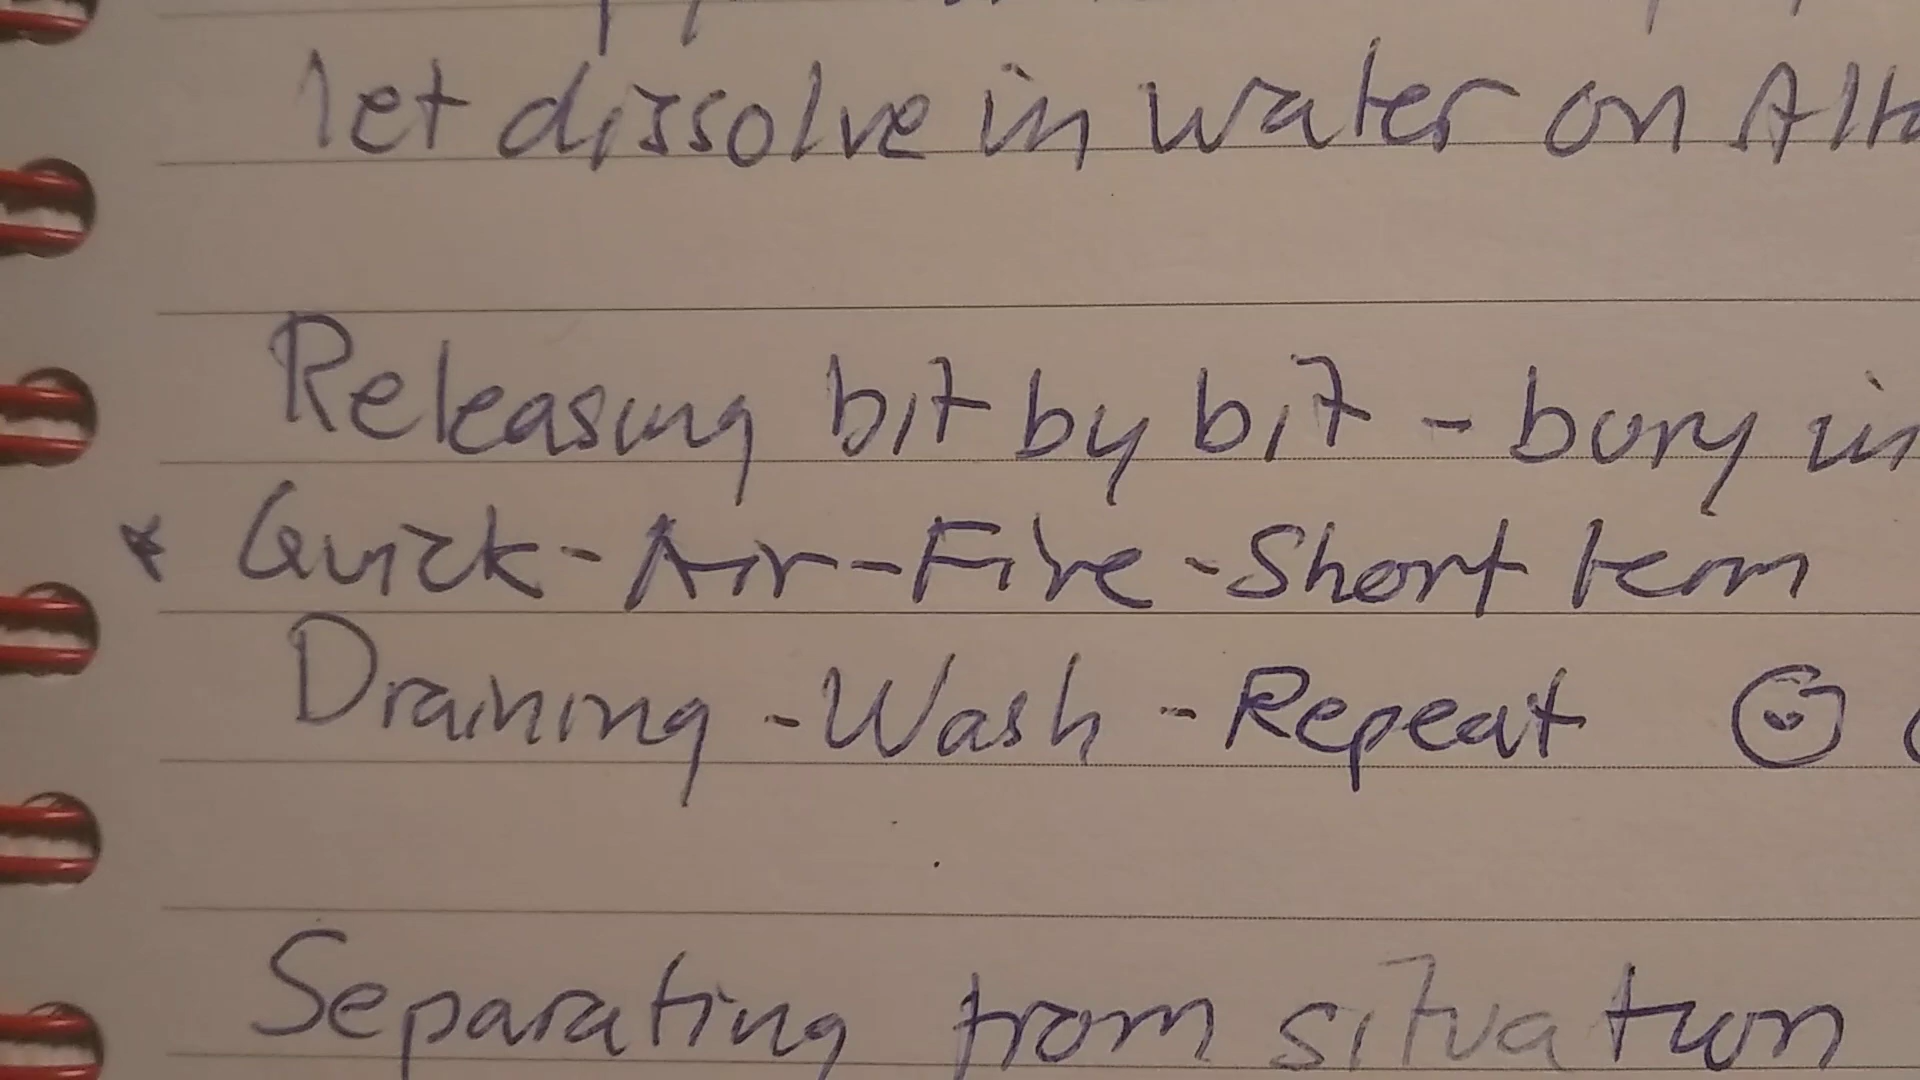 let dissolve in water on
Releasing bit by bit - bury in
* Quick - Air - Fire - Short term
Draining - Wash - Repeat
Separating from situation